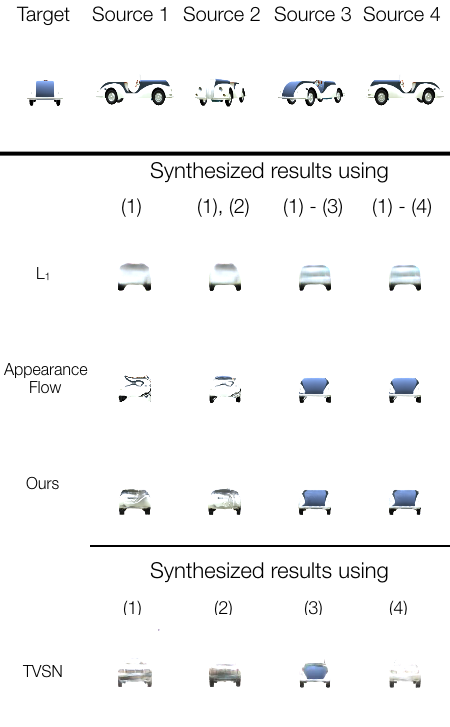 Target Source 1 Source 2 Source 3 Source 4
Synthesized results using
(1) (1), (2) (1) - (3) (1) - (4)
L₁
Appearance
Flow
Ours
Synthesized results using
(1) (2) (3) (4)
TVSN